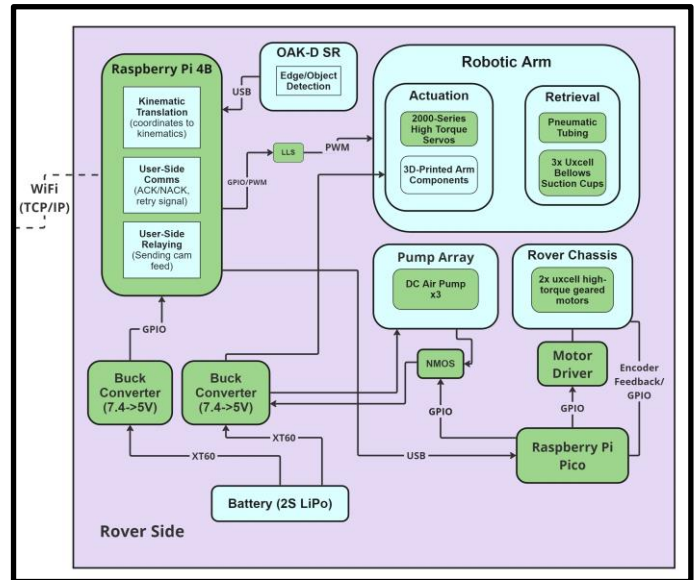 Raspberry Pi 4B
Kinematic
Translation
(coordinates to
kinematics)
User-Side
Comms
(ACK/NACK,
retry signal)
User-Side
Relaying
(Sending cam
feed)
WiFi
(TCP/IP)
USB
OAK-D SR
Edge/Object
Detection
GPIO/PWM
LLS
PWM
Robotic Arm
Actuation
2000-Series
High Torque
Servos
3D-Printed Arm
Components
Retrieval
Pneumatic
Tubing
3x Uxcell
Bellows
Suction Cups
Pump Array
DC Air Pump
x3
Rover Chassis
2x uxcell high-
torque geared
motors
GPIO
Buck
Converter
(7.4->5V)
Buck
Converter
(7.4->5V)
NMOS
Motor
Driver
Encoder
Feedback/
GPIO
GPIO
GPIO
XT60
XT60
USB
Raspberry Pi
Pico
Battery (2S LiPo)
Rover Side